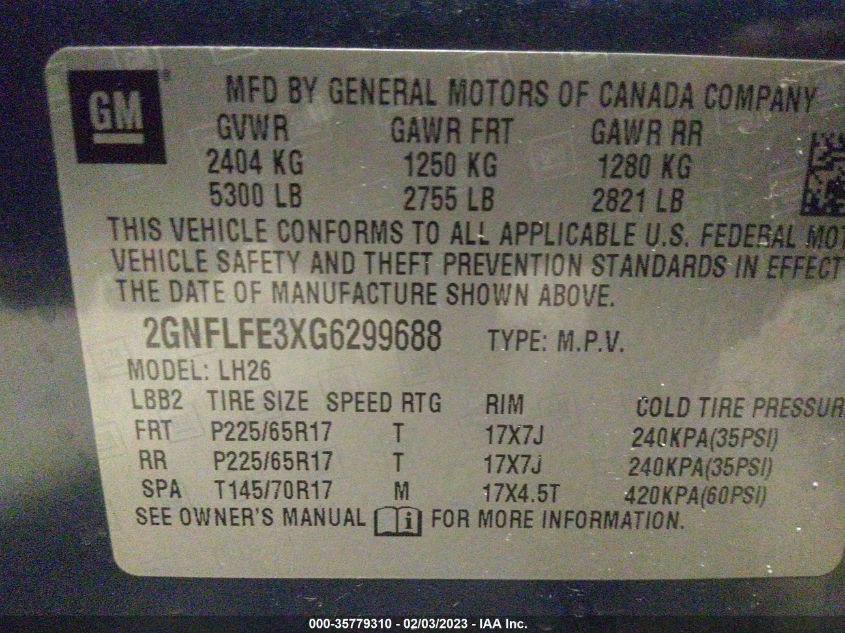 GM ® MFD BY GENERAL MOTORS OF CANADA COMPANY
GVWR GAWR FRT GAWR RR
2404 KG 1250 KG 1280 KG
5300 LB 2755 LB 2821 LB
THIS VEHICLE CONFORMS TO ALL APPLICABLE U.S. FEDERAL MOT
VEHICLE SAFETY AND THEFT PREVENTION STANDARDS IN EFFECT
THE DATE OF MANUFACTURE SHOWN ABOVE.
2GNFLFE3XG6299688 TYPE: M.P.V.
MODEL: LH26
LBB2 TIRE SIZE SPEED RTG RIM COLD TIRE PRESSUR
FRT P225/65R17 T 17X7J 240KPA(35PSI)
RR P225/65R17 T 17X7J 240KPA(35PSI)
SPA T145/70R17 M 17X4.5T 420KPA(60PSI)
SEE OWNER'S MANUAL i FOR MORE INFORMATION.
000-35779310 - 02/03/2023 - IAA Inc.